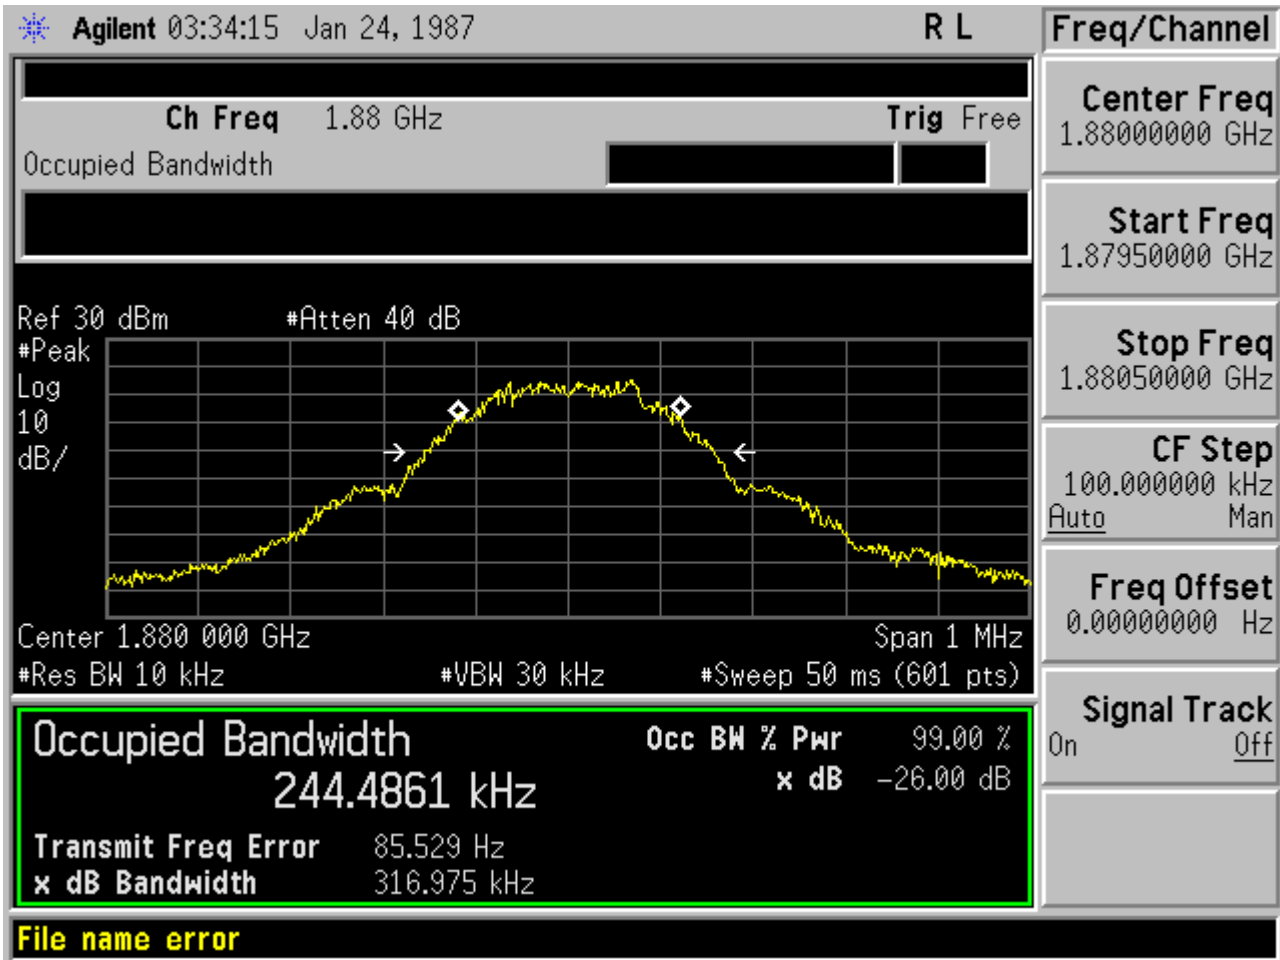 Agilent 03:34:15 Jan 24, 1987 R L
Ch Freq 1.88 GHz Trig Free
Occupied Bandwidth
Ref 30 dBm #Atten 40 dB
#Peak
Log
10
dB/
Center 1.880 000 GHz Span 1 MHz
#Res BW 10 kHz #VBW 30 kHz #Sweep 50 ms (601 pts)
Occupied Bandwidth Occ BW % Pwr 99.00 %
244.4861 kHz x dB -26.00 dB
Transmit Freq Error 85.529 Hz
x dB Bandwidth 316.975 kHz
File name error
Freq/Channel
Center Freq
1.88000000 GHz
Start Freq
1.87950000 GHz
Stop Freq
1.88050000 GHz
CF Step
100.000000 kHz
Auto Man
Freq Offset
0.00000000 Hz
Signal Track
On Off